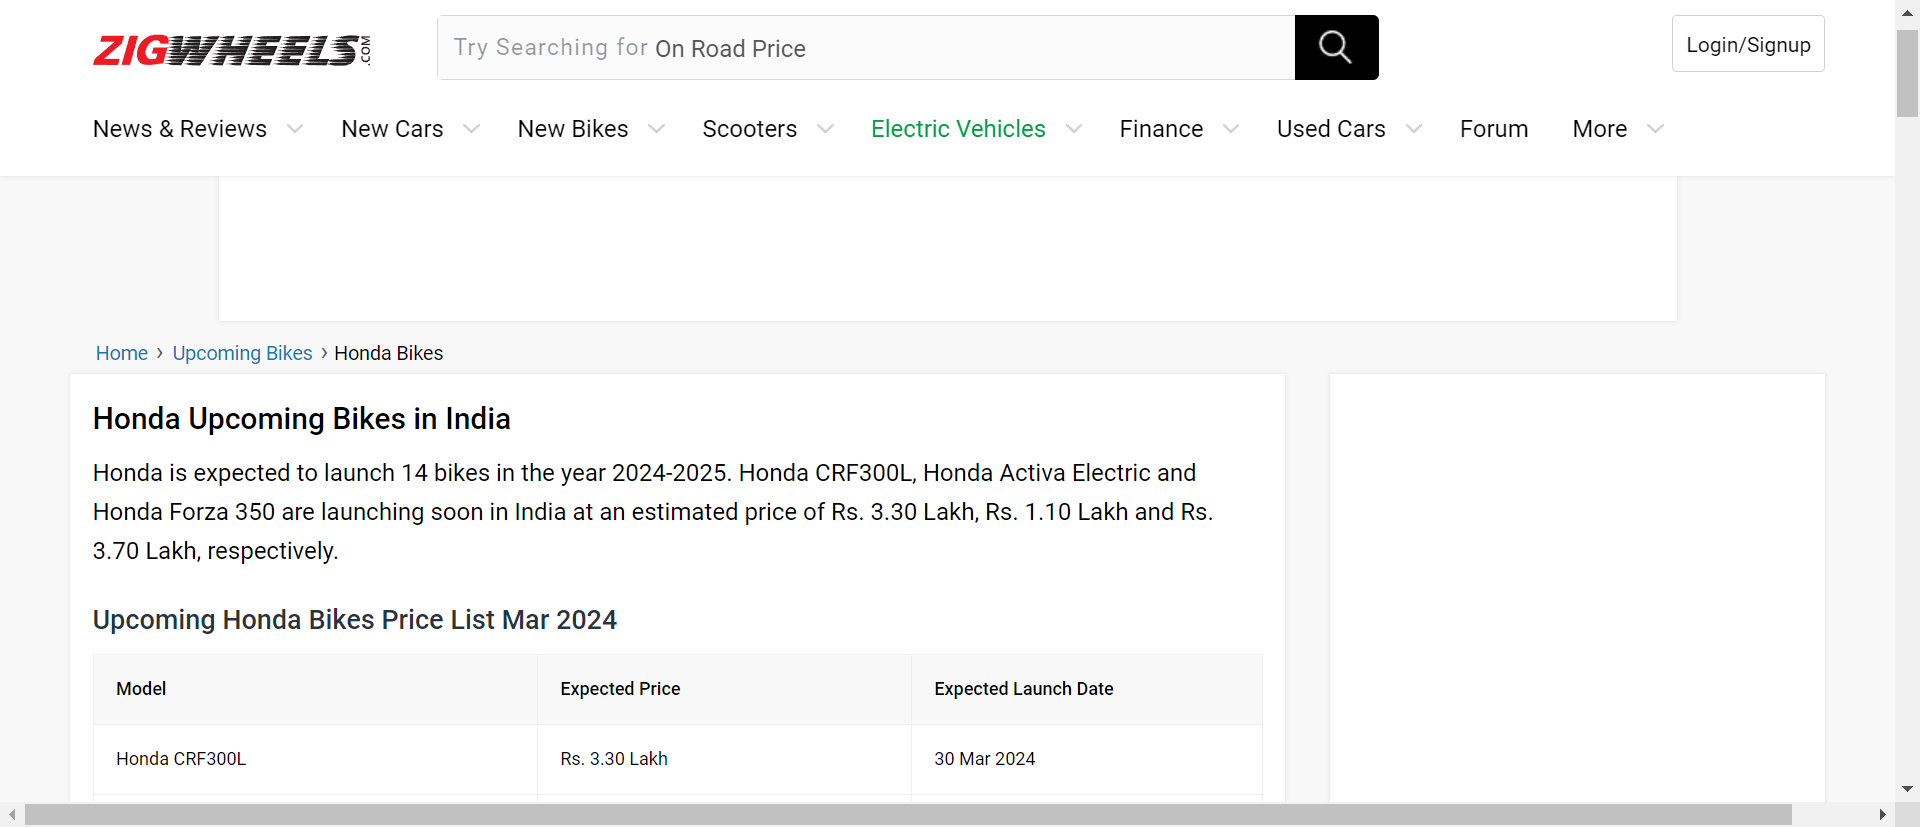 ZIGWHEELS.COM
Try Searching for On Road Price
Login/Signup
News & Reviews New Cars New Bikes Scooters Electric Vehicles Finance Used Cars Forum More
Home › Upcoming Bikes › Honda Bikes
Honda Upcoming Bikes in India
Honda is expected to launch 14 bikes in the year 2024-2025. Honda CRF300L, Honda Activa Electric and
Honda Forza 350 are launching soon in India at an estimated price of Rs. 3.30 Lakh, Rs. 1.10 Lakh and Rs.
3.70 Lakh, respectively.
Upcoming Honda Bikes Price List Mar 2024
Model Expected Price Expected Launch Date
Honda CRF300L Rs. 3.30 Lakh 30 Mar 2024